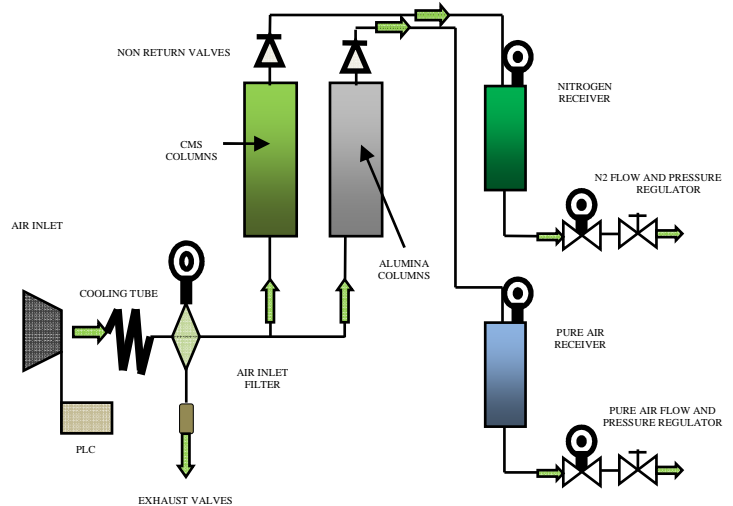 NON RETURN VALVES
NITROGEN
RECEIVER
CMS
COLUMNS
N2 FLOW AND PRESSURE
REGULATOR
AIR INLET
ALUMINA
COLUMNS
COOLING TUBE
PURE AIR
RECEIVER
AIR INLET
FILTER
PURE AIR FLOW AND
PRESSURE REGULATOR
PLC
EXHAUST VALVES